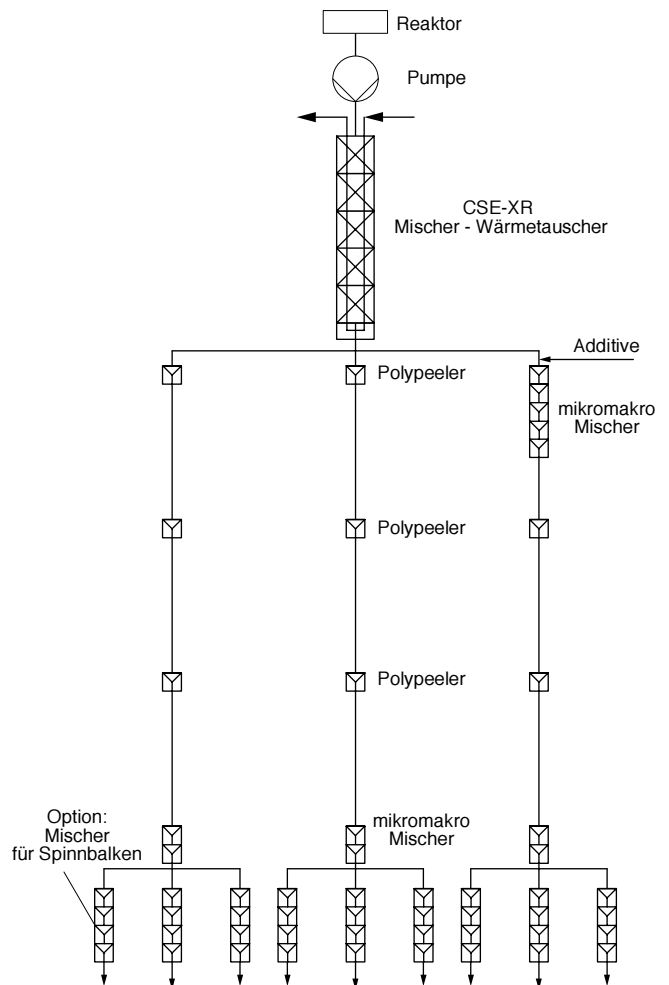 Reaktor
Pumpe
CSE-XR
Mischer - Wärmetauscher
Additive
Polypeeler
mikromakro
Mischer
Polypeeler
Polypeeler
Option:
Mischer
für Spinnbalken
mikromakro
Mischer